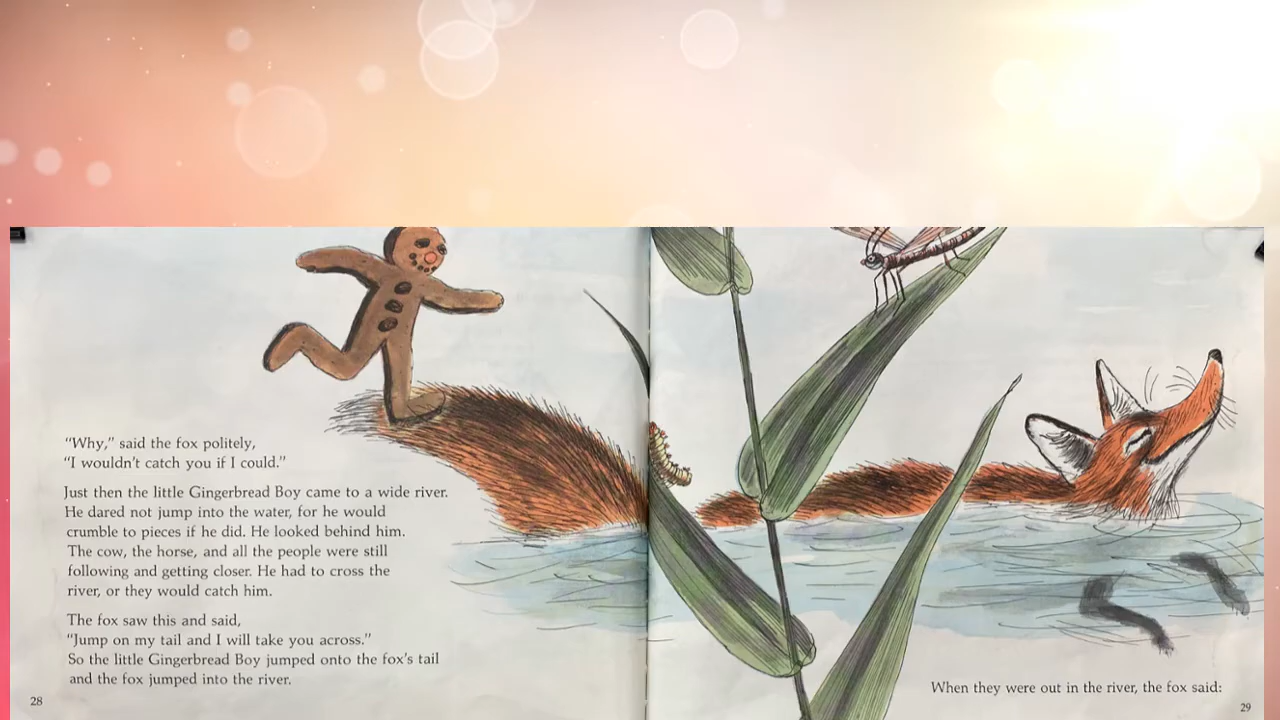 "Why," said the fox politely,
"I wouldn't catch you if I could."
Just then the little Gingerbread Boy came to a wide river.
He dared not jump into the water, for he would
crumble to pieces if he did. He looked behind him.
The cow, the horse, and all the people were still
following and getting closer. He had to cross the
river, or they would catch him.
The fox saw this and said,
"Jump on my tail and I will take you across."
So the little Gingerbread Boy jumped onto the fox's tail
and the fox jumped into the river.
28
When they were out in the river, the fox said:
29